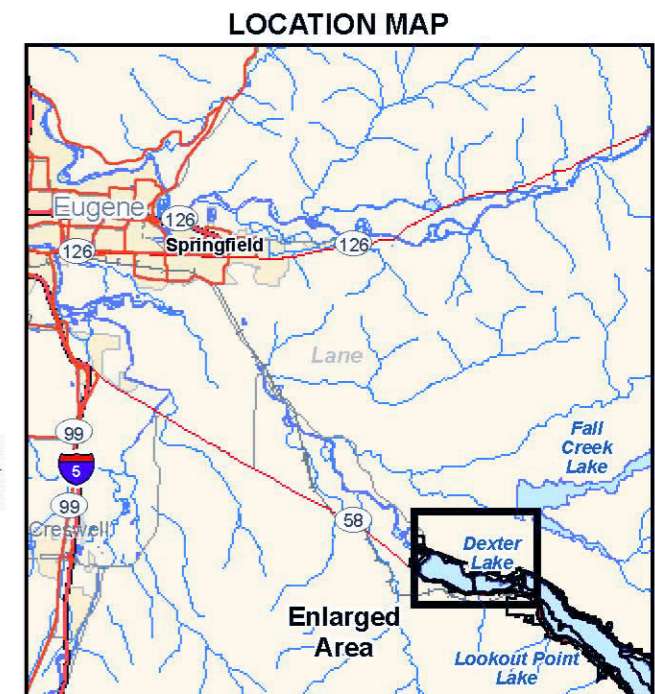 LOCATION MAP
Eugene
126
Springfield
126
126
Lane
99
5
99
Creswell
58
Fall
Creek
Lake
Dexter
Lake
Enlarged
Area
Lookout Point
Lake